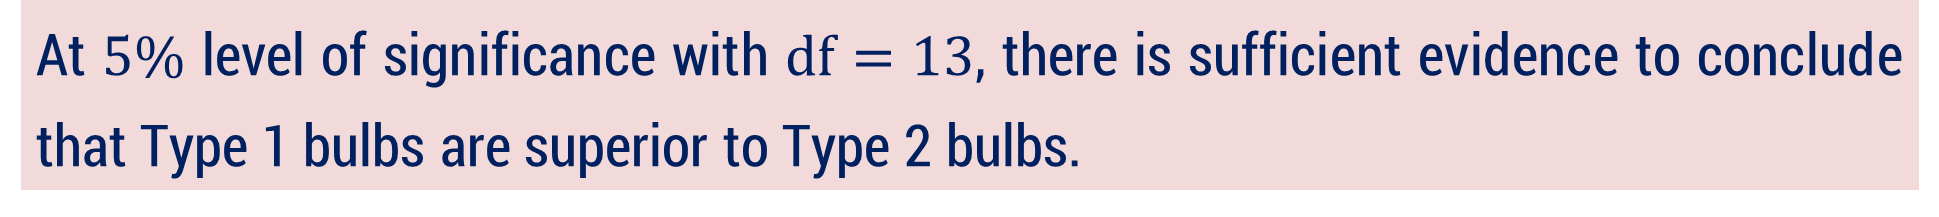 At 5% level of significance with df = 13, there is sufficient evidence to conclude
that Type 1 bulbs are superior to Type 2 bulbs.